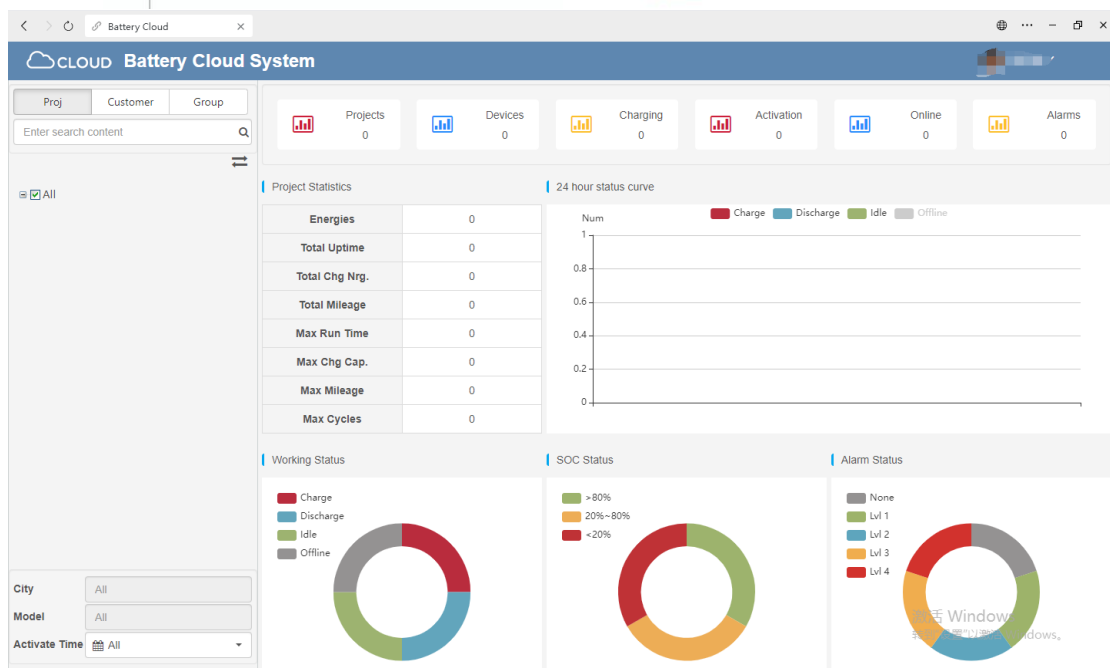 Battery Cloud
CLOUD Battery Cloud System
Proj Customer Group
Enter search content
All
Projects 0
Devices 0
Charging 0
Activation 0
Online 0
Alarms 0
Project Statistics
Energies 0
Total Uptime 0
Total Chg Nrg. 0
Total Mileage 0
Max Run Time 0
Max Chg Cap. 0
Max Mileage 0
Max Cycles 0
24 hour status curve
Num
Charge Discharge Idle Offline
1
0.8
0.6
0.4
0.2
0
Working Status
Charge
Discharge
Idle
Offline
SOC Status
>80%
20%~80%
<20%
Alarm Status
None
Lvl 1
Lvl 2
Lvl 3
Lvl 4
City All
Model All
Activate Time All
激活 Windows